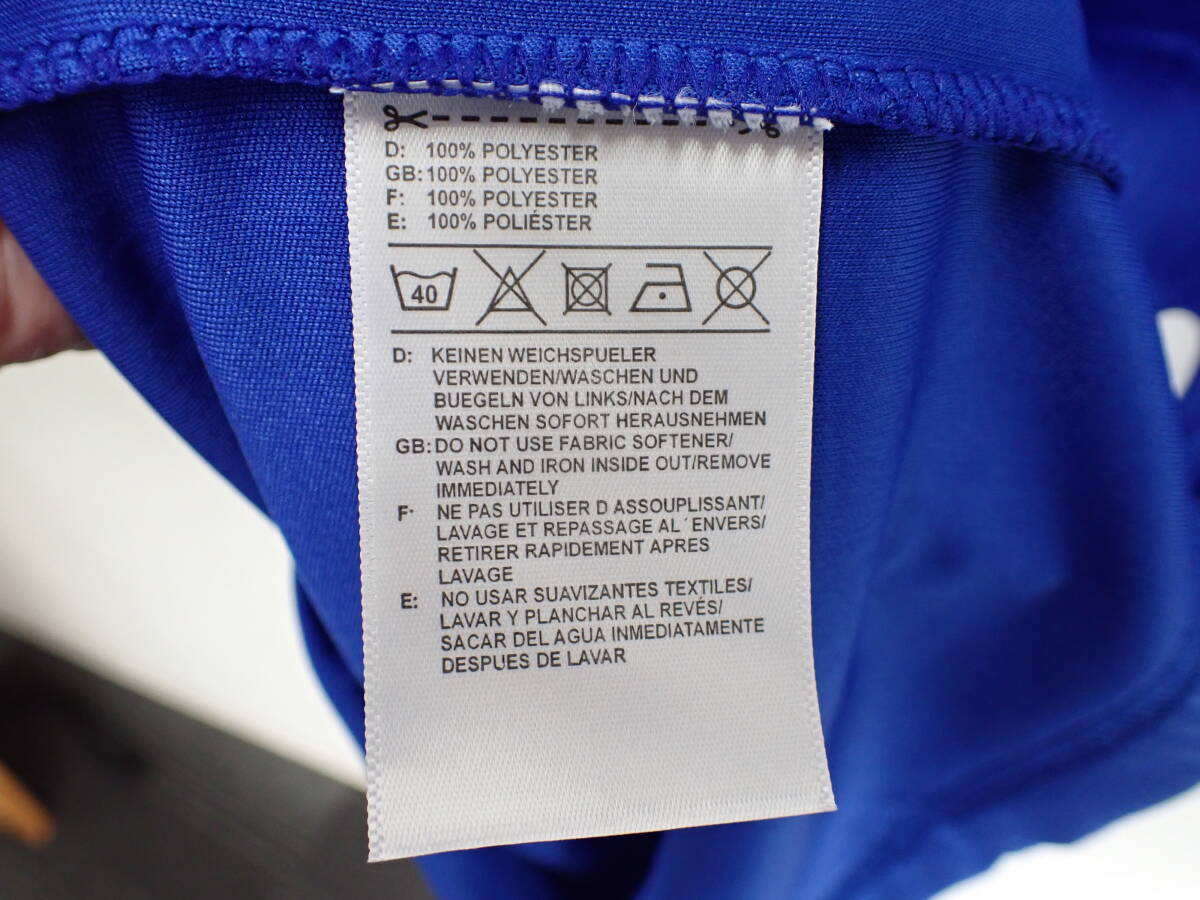 D: 100% POLYESTER
GB: 100% POLYESTER
F: 100% POLYESTER
E: 100% POLIÉSTER
40
D: KEINEN WEICHSPUELER
VERWENDEN/WASCHEN UND
BUEGELN VON LINKS/NACH DEM
WASCHEN SOFORT HERAUSNEHMEN
GB: DO NOT USE FABRIC SOFTENER/
WASH AND IRON INSIDE OUT/REMOVE
IMMEDIATELY
F: NE PAS UTILISER D ASSOUPLISSANT/
LAVAGE ET REPASSAGE AL´ENVERS/
RETIRER RAPIDEMENT APRES
LAVAGE
E: NO USAR SUAVIZANTES TEXTILES/
LAVAR Y PLANCHAR AL REVÉS/
SACAR DEL AGUA INMEDIATAMENTE
DESPUES DE LAVAR